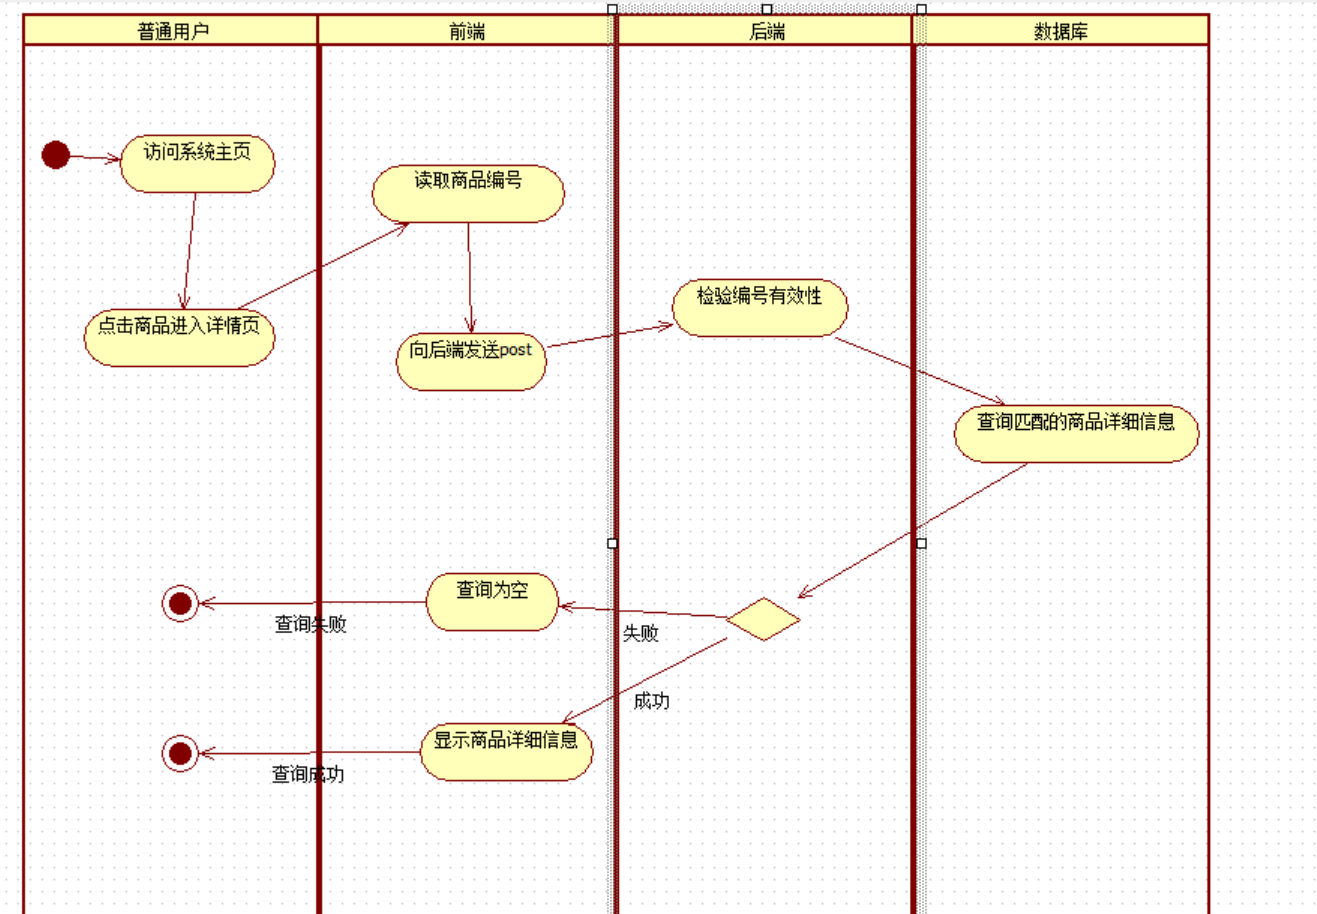 普通用户
前端
后端
数据库
访问系统主页
读取商品编号
检验编号有效性
点击商品进入详情页
向后端发送post
查询匹配的商品详细信息
查询为空
查询失败
失败
成功
显示商品详细信息
查询成功